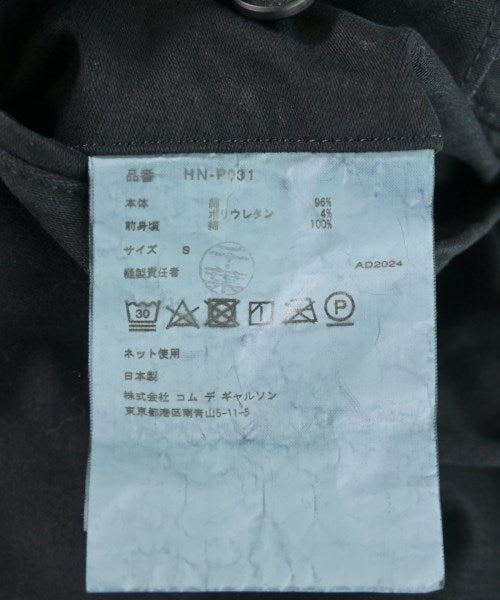 品番 HN-P031
本体 綿 96%
ポリウレタン 4%
前身頃 綿 100%
サイズ S
縫製責任者
AD2024
30 P
ネット使用
日本製
株式会社 コム デ ギャルソン
東京都港区南青山5-11-5